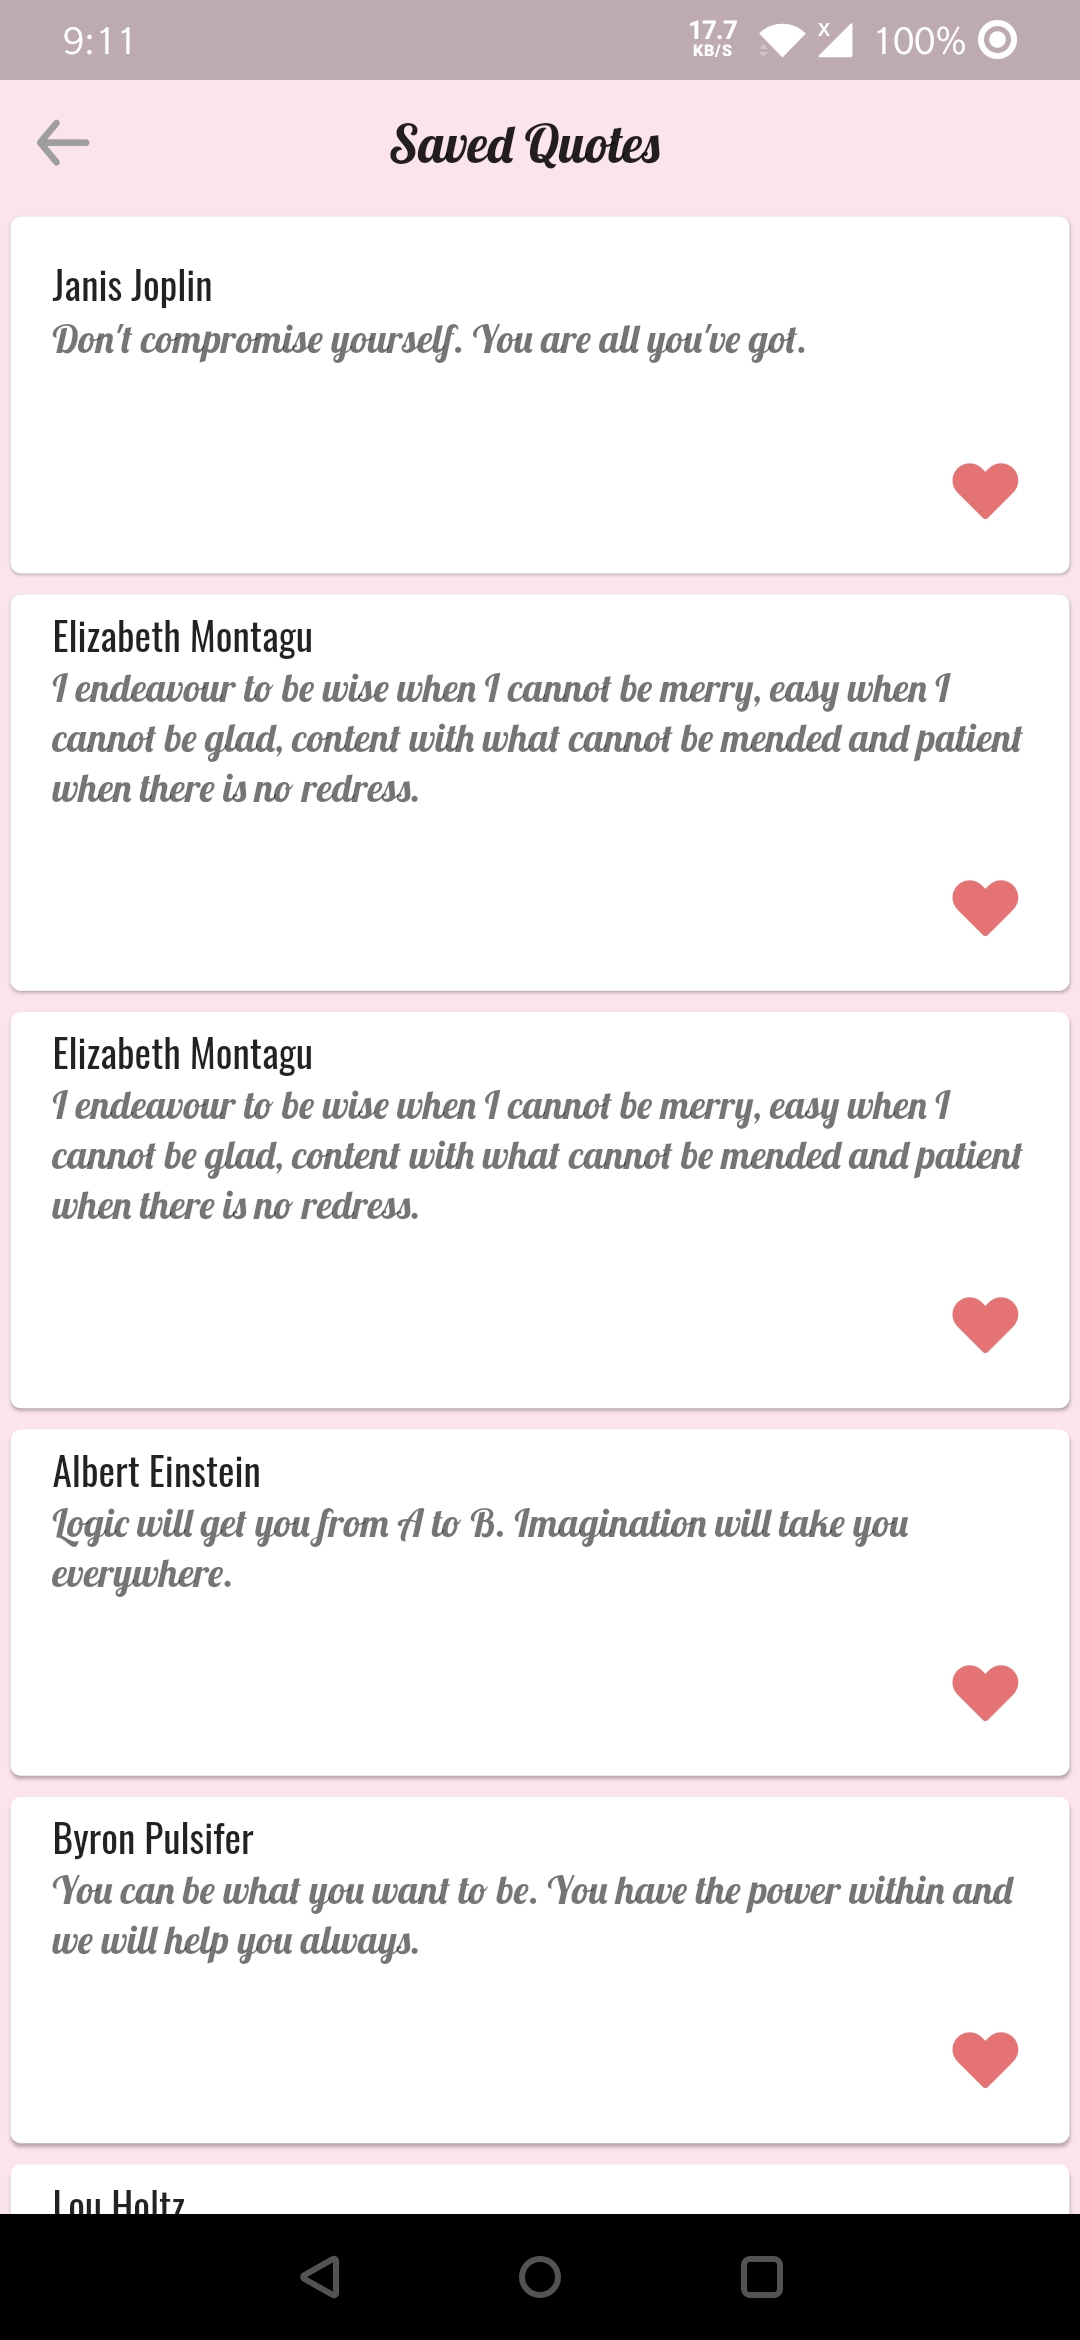 9:11
17.7
KB/S
X
100%
Saved Quotes
Janis Joplin
Don't compromise yourself. You are all you've got.
Elizabeth Montagu
I endeavour to be wise when I cannot be merry, easy when I
cannot be glad, content with what cannot be mended and patient
when there is no redress.
Elizabeth Montagu
I endeavour to be wise when I cannot be merry, easy when I
cannot be glad, content with what cannot be mended and patient
when there is no redress.
Albert Einstein
Logic will get you from A to B. Imagination will take you
everywhere.
Byron Pulsifer
You can be what you want to be. You have the power within and
we will help you always.
Lou Holtz